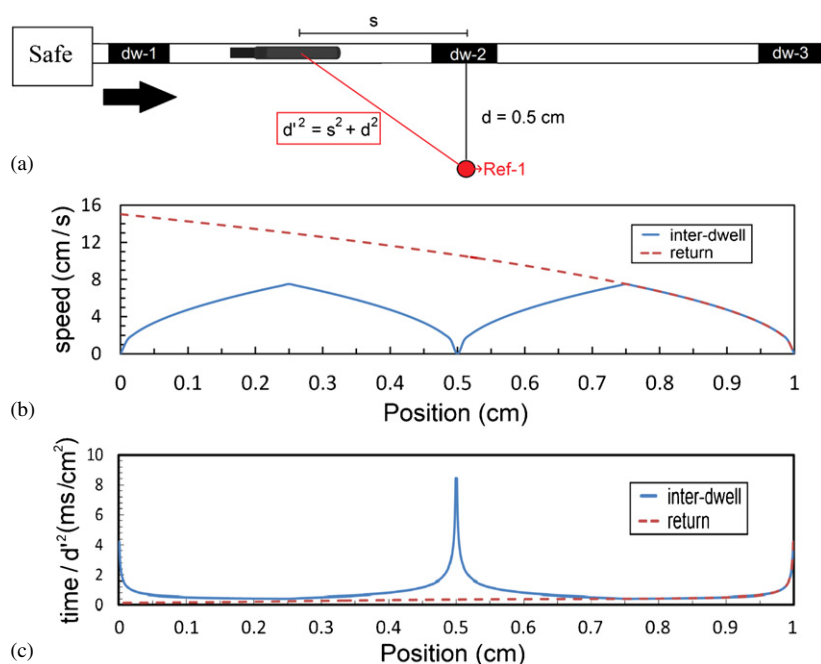 s
Safe
dw-1
dw-2
dw-3
d'² = s² + d²
d = 0.5 cm
Ref-1
(a)
16
12
8
4
0
speed (cm/s)
inter-dwell
return
0 0.1 0.2 0.3 0.4 0.5 0.6 0.7 0.8 0.9 1
Position (cm)
(b)
10
8
6
4
2
0
time / d'² (ms/cm²)
inter-dwell
return
0 0.1 0.2 0.3 0.4 0.5 0.6 0.7 0.8 0.9 1
Position (cm)
(c)